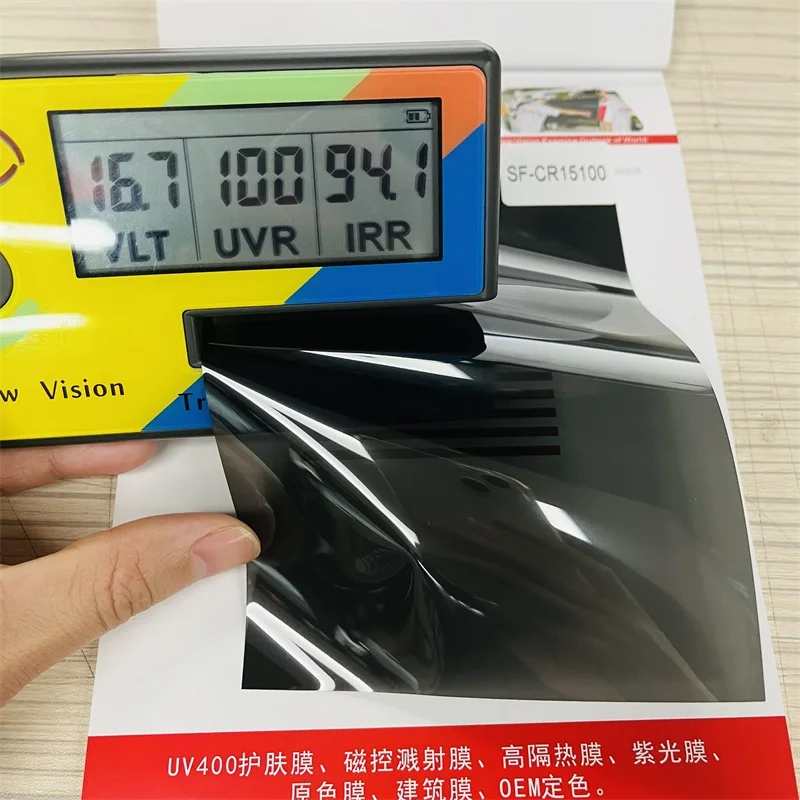 16.7 100 94.1
VLT UVR IRR
SF-CR15100
w Vision
Tr
UV400护肤膜、磁控溅射膜、高隔热膜、紫光膜、
原色膜、建筑膜、OEM定色。